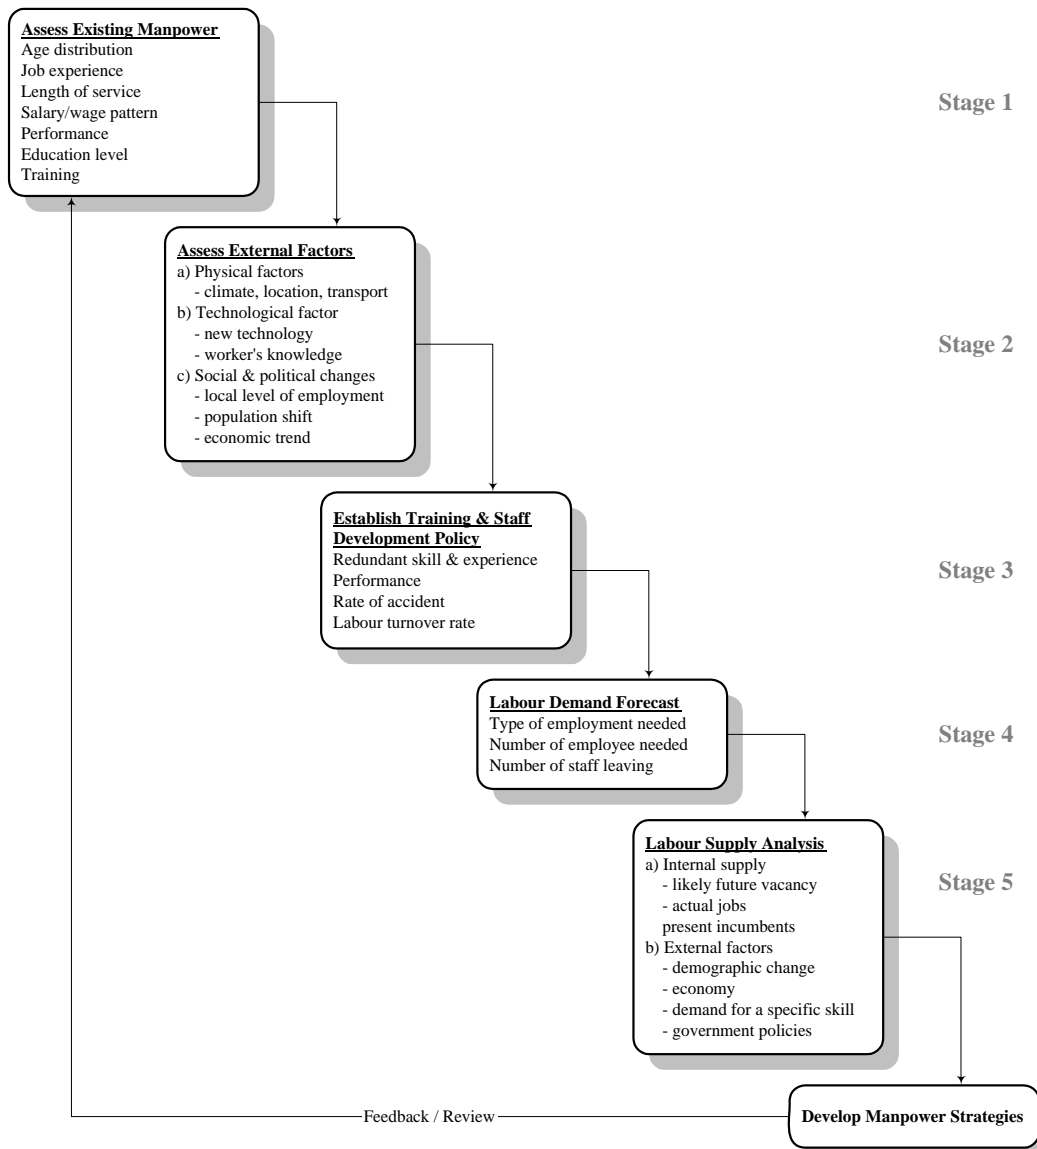 Assess Existing Manpower
Age distribution
Job experience
Length of service
Salary/wage pattern
Performance
Education level
Training
Stage 1
Assess External Factors
a) Physical factors
- climate, location, transport
b) Technological factor
- new technology
- worker's knowledge
c) Social & political changes
- local level of employment
- population shift
- economic trend
Stage 2
Establish Training & Staff
Development Policy
Redundant skill & experience
Performance
Rate of accident
Labour turnover rate
Stage 3
Labour Demand Forecast
Type of employment needed
Number of employee needed
Number of staff leaving
Stage 4
Labour Supply Analysis
a) Internal supply
- likely future vacancy
- actual jobs
present incumbents
b) External factors
- demographic change
- economy
- demand for a specific skill
- government policies
Stage 5
Feedback / Review
Develop Manpower Strategies